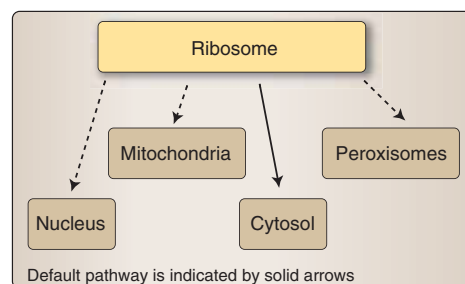 Ribosome
Mitochondria
Peroxisomes
Nucleus
Cytosol
Default pathway is indicated by solid arrows